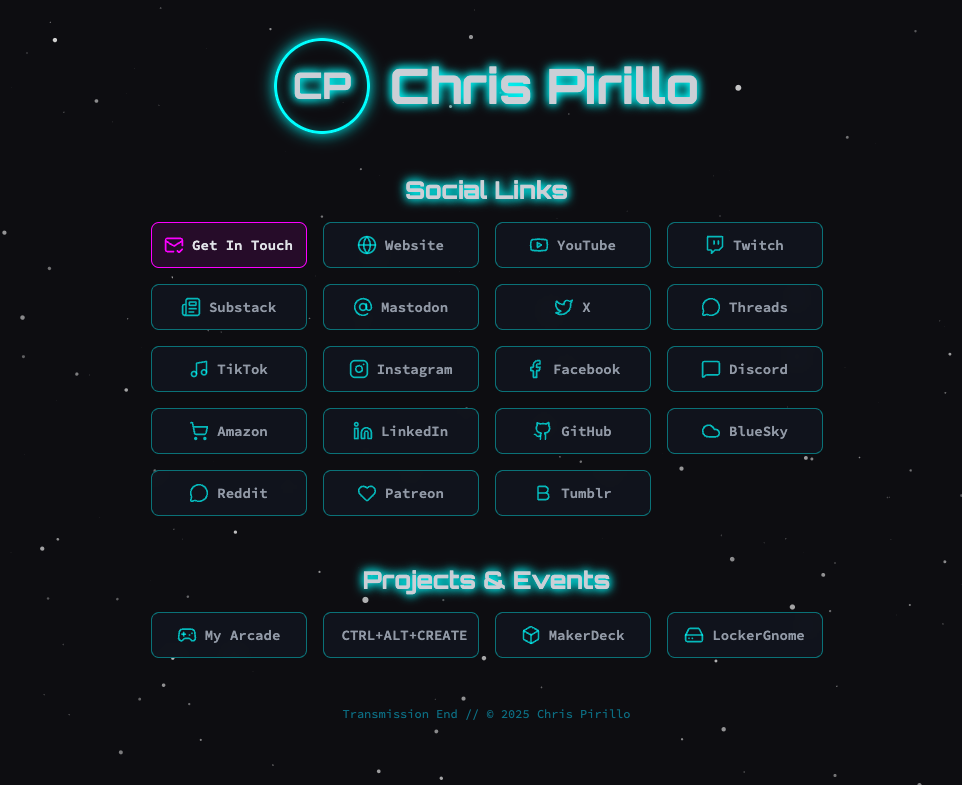 CP Chris Pirillo
Social Links
Get In Touch Website YouTube Twitch
Substack Mastodon X Threads
TikTok Instagram Facebook Discord
Amazon LinkedIn GitHub BlueSky
Reddit Patreon Tumblr
Projects & Events
My Arcade CTRL+ALT+CREATE MakerDeck LockerGnome
Transmission End // © 2025 Chris Pirillo